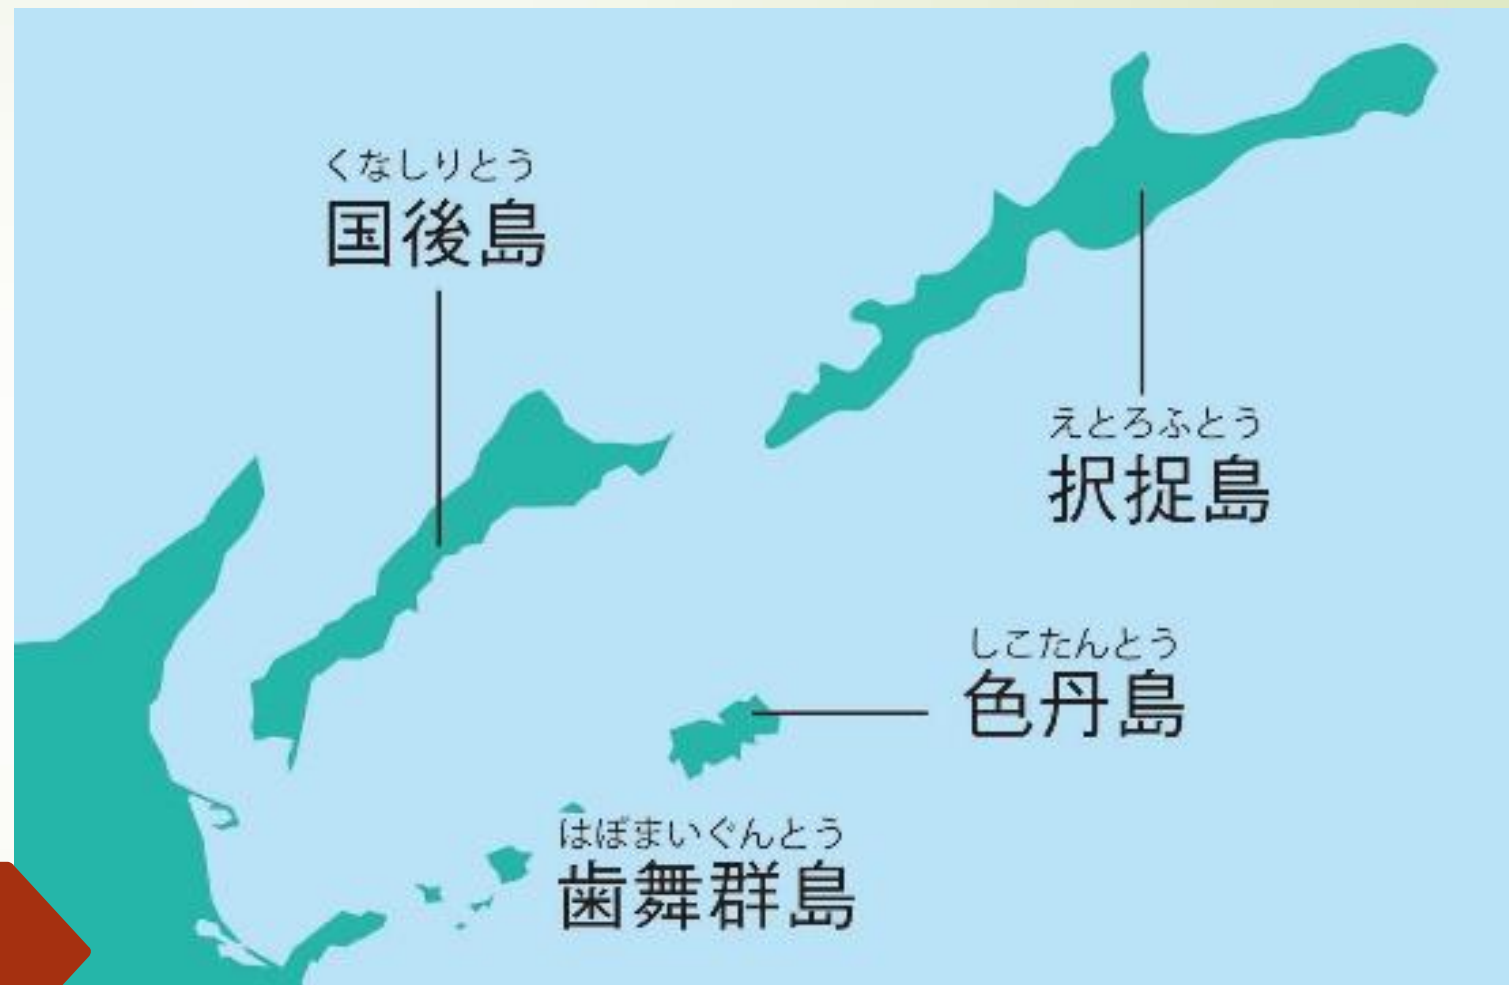 くなしりとう
国後島
えとろふとう
択捉島
しこたんとう
色丹島
はぼまいぐんとう
歯舞群島